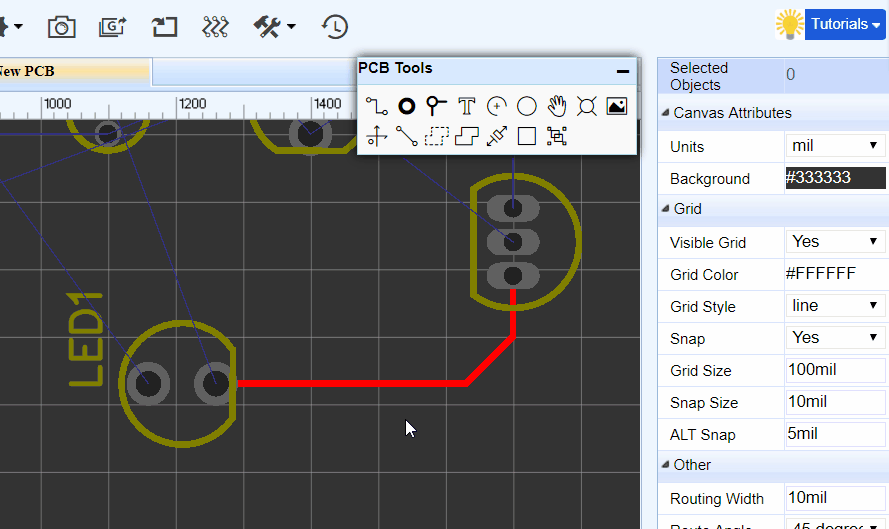 Tutorials
New PCB
PCB Tools
1000
1200
1400
LED1
Selected Objects
0
Canvas Attributes
Units
mil
Background
#333333
Grid
Visible Grid
Yes
Grid Color
#FFFFFF
Grid Style
line
Snap
Yes
Grid Size
100mil
Snap Size
10mil
ALT Snap
5mil
Other
Routing Width
10mil
Route Angle
45 degree